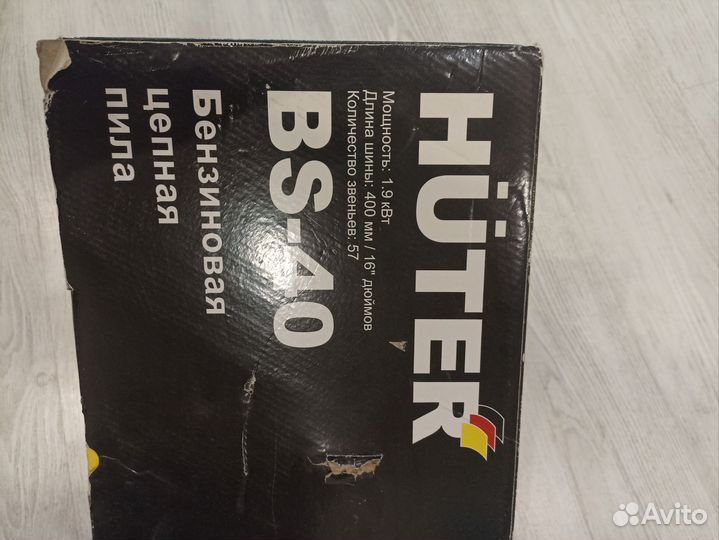 HÜTER
Мощность: 1.9 кВт
Длина шины: 400 мм / 16" дюймов
Количество звеньев: 57
BS-40
Бензиновая
цепная
пила
Avito